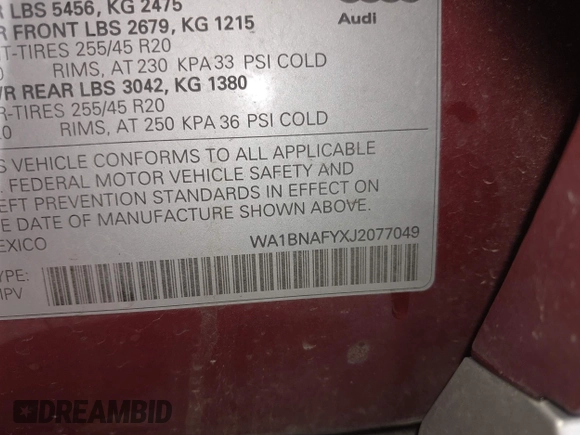 R LBS 5456, KG 2475
Audi
R FRONT LBS 2679, KG 1215
T-TIRES 255/45 R20
RIMS, AT 230 KPA 33 PSI COLD
WR REAR LBS 3042, KG 1380
R-TIRES 255/45 R20
RIMS, AT 250 KPA 36 PSI COLD
S VEHICLE CONFORMS TO ALL APPLICABLE
. FEDERAL MOTOR VEHICLE SAFETY AND
EFT PREVENTION STANDARDS IN EFFECT ON
E DATE OF MANUFACTURE SHOWN ABOVE.
EXICO
WA1BNAFYXJ2077049
YPE:
MPV
DREAMBID